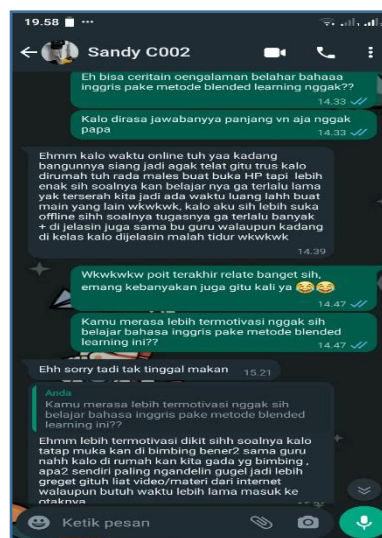 19.58
Sandy C002
Eh bisa ceritain oengalaman belahar bahaaa
inggris pake metode blended learning nggak??
14.33
Kalo dirasa jawabanyya panjang vn aja nggak
papa
14.33
Ehmm kalo waktu online tuh yaa kadang
bangunnya siang jadi agak telat gitu trus kalo
dirumah tuh rada males buat buka HP tapi lebih
enak sih soalnya kan belajar nya ga terlalu lama
yak terserah kita jadi ada waktu luang lahh buat
main yang lain wkwkwk, kalo aku sih lebih suka
offline sihh soalnya tugasnya ga terlalu banyak
+ di jelasin juga sama bu guru walaupun kadang
di kelas kalo dijelasin malah tidur wkwkwk
14.39
Wkwkwkw poit terakhir relate banget sih,
emang kebanyakan juga gitu kali ya 😂😂
14.47
Kamu merasa lebih termotivasi nggak sih
belajar bahasa inggris pake metode blended
learning ini??
14.47
Ehh sorry tadi tak tinggal makan
15.21
Anda
Kamu merasa lebih termotivasi nggak sih
belajar bahasa inggris pake metode blended
learning ini??
Ehmm lebih termotivasi dikit sihh soalnya kalo
tatap muka kan di bimbing bener2 sama guru
nahh kalo di rumah kan kita gada yg bimbing ,
apa2 sendiri paling ngandelin gugel jadi lebih
greget gituh liat video/materi dari internet
walaupun butuh waktu lebih lama masuk ke
otaknya
Ketik pesan